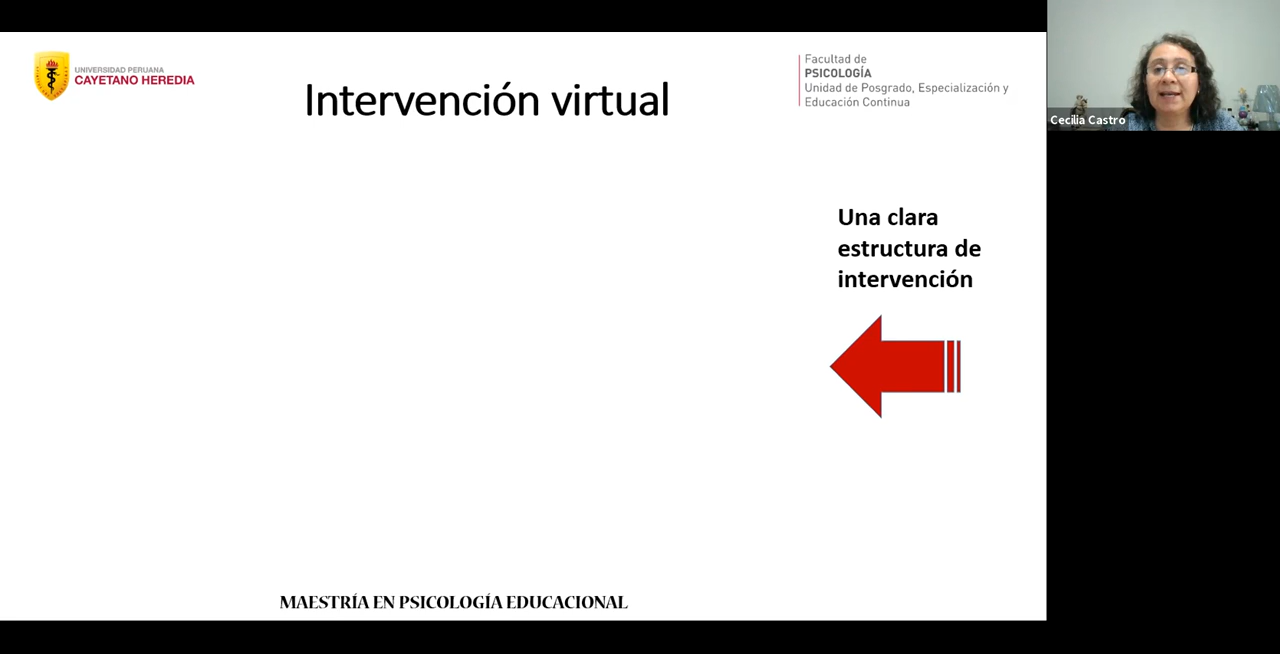 UNIVERSIDAD PERUANA
CAYETANO HEREDIA
Intervención virtual
Facultad de
PSICOLOGÍA
Unidad de Posgrado, Especialización y
Educación Continua
Cecilia Castro
Una clara
estructura de
intervención
MAESTRÍA EN PSICOLOGÍA EDUCACIONAL